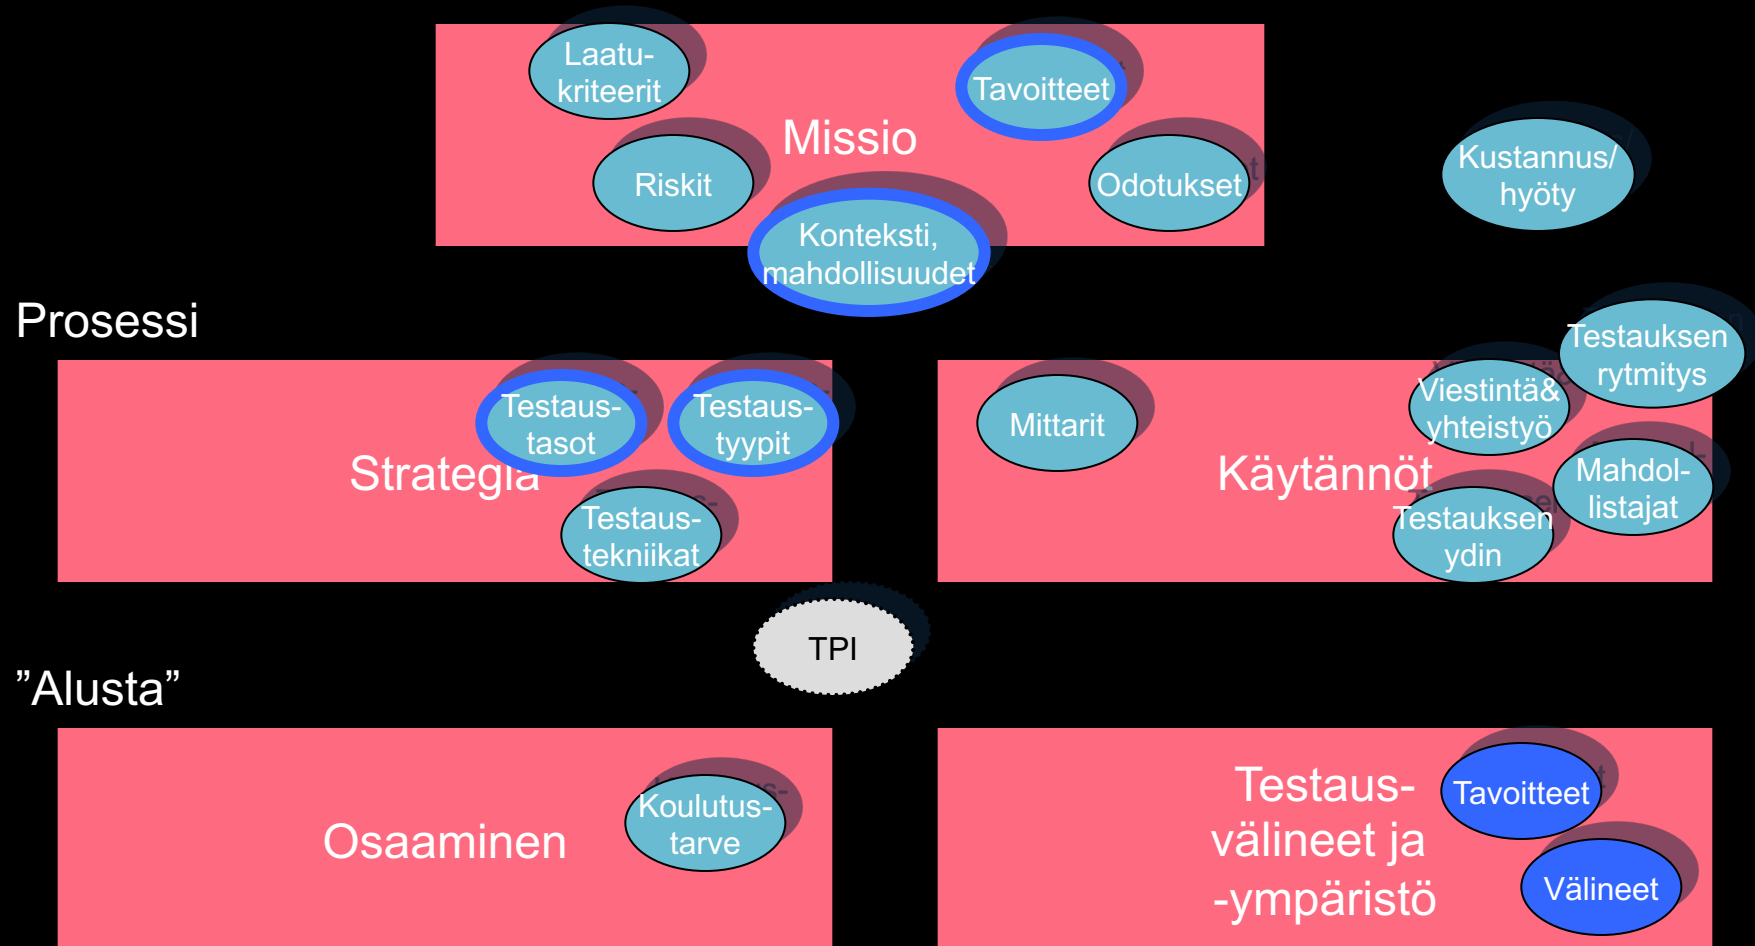 Laatu-
kriteerit
Tavoitteet
Missio
Riskit
Odotukset
Kustannus/
hyöty
Konteksti,
mahdollisuudet
Prosessi
Testaus-
tasot
Testaus-
tyypit
Strategia
Testaus-
tekniikat
Mittarit
Viestintä&
yhteistyö
Testauksen
rytmitys
Käytännöt
Mahdol-
listajat
Testauksen
ydin
TPI
”Alusta”
Osaaminen
Koulutus-
tarve
Testaus-
välineet ja
-ympäristö
Tavoitteet
Välineet